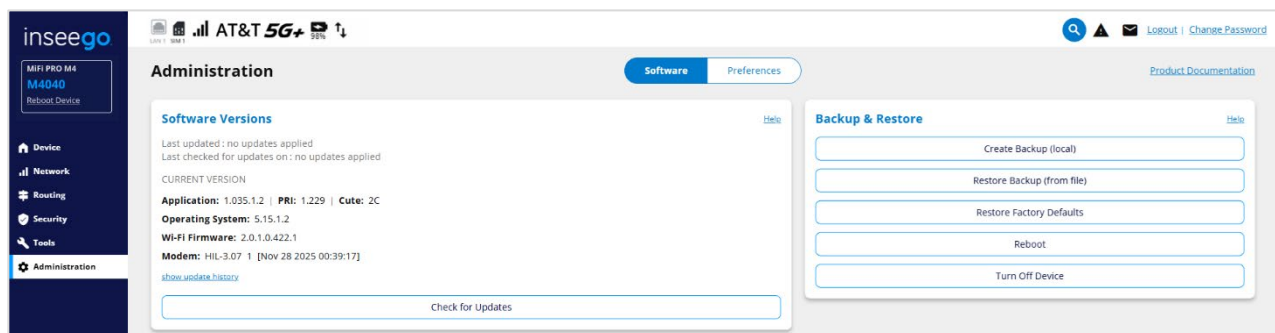 inseego
LAN 1 SIM 1 AT&T 5G+ 98%
Logout | Change Password
MiFi PRO M4
M4040
Reboot Device
Device
Network
Routing
Security
Tools
Administration
Administration
Software Preferences
Product Documentation
Software Versions Help
Last updated : no updates applied
Last checked for updates on : no updates applied
CURRENT VERSION
Application: 1.035.1.2 | PRI: 1.229 | Cute: 2C
Operating System: 5.15.1.2
Wi-Fi Firmware: 2.0.1.0.422.1
Modem: HIL-3.07 1 [Nov 28 2025 00:39:17]
show update history
Check for Updates
Backup & Restore Help
Create Backup (local)
Restore Backup (from file)
Restore Factory Defaults
Reboot
Turn Off Device